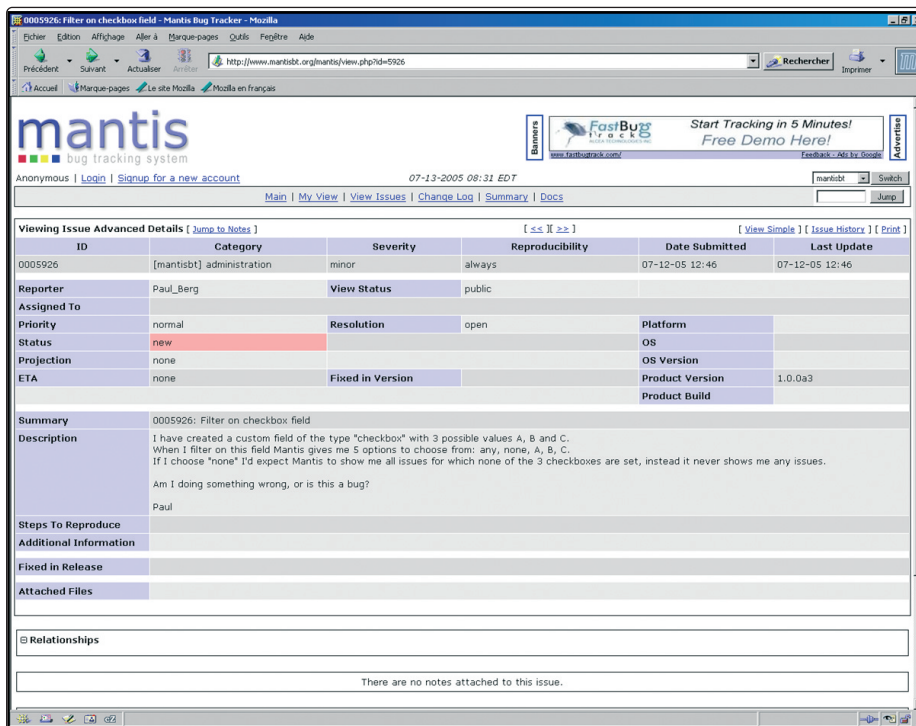 0005926: Filter on checkbox field - Mantis Bug Tracker - Mozilla
Fichier Edition Affichage Aller à Marque-pages Outils Fenêtre Aide
Précédent Suivant Actualiser Arrêter http://www.mantisbt.org/mantis/view.php?id=5926 Rechercher Imprimer
Accueil Marque-pages Le site Mozilla Mozilla en français
mantis
bug tracking system
Banners
FastBug
track
www.fastbugtrack.com/
Start Tracking in 5 Minutes!
Free Demo Here!
Feedback - Ads by Google
Advertise
Anonymous | Login | Signup for a new account 07-13-2005 08:31 EDT mantisbt Switch
Main | My View | View Issues | Change Log | Summary | Docs Jump
Viewing Issue Advanced Details [ Jump to Notes ] [ << ][ >> ] [ View Simple ] [ Issue History ] [ Print ]
ID Category Severity Reproducibility Date Submitted Last Update
0005926 [mantisbt] administration minor always 07-12-05 12:46 07-12-05 12:46
Reporter Paul_Berg View Status public
Assigned To
Priority normal Resolution open Platform
Status new OS
Projection none OS Version
ETA none Fixed in Version Product Version 1.0.0a3
Product Build
Summary 0005926: Filter on checkbox field
Description I have created a custom field of the type "checkbox" with 3 possible values A, B and C.
When I filter on this field Mantis gives me 5 options to choose from: any, none, A, B, C.
If I choose "none" I'd expect Mantis to show me all issues for which none of the 3 checkboxes are set, instead it never shows me any issues.
Am I doing something wrong, or is this a bug?
Paul
Steps To Reproduce
Additional Information
Fixed in Release
Attached Files
Relationships
There are no notes attached to this issue.